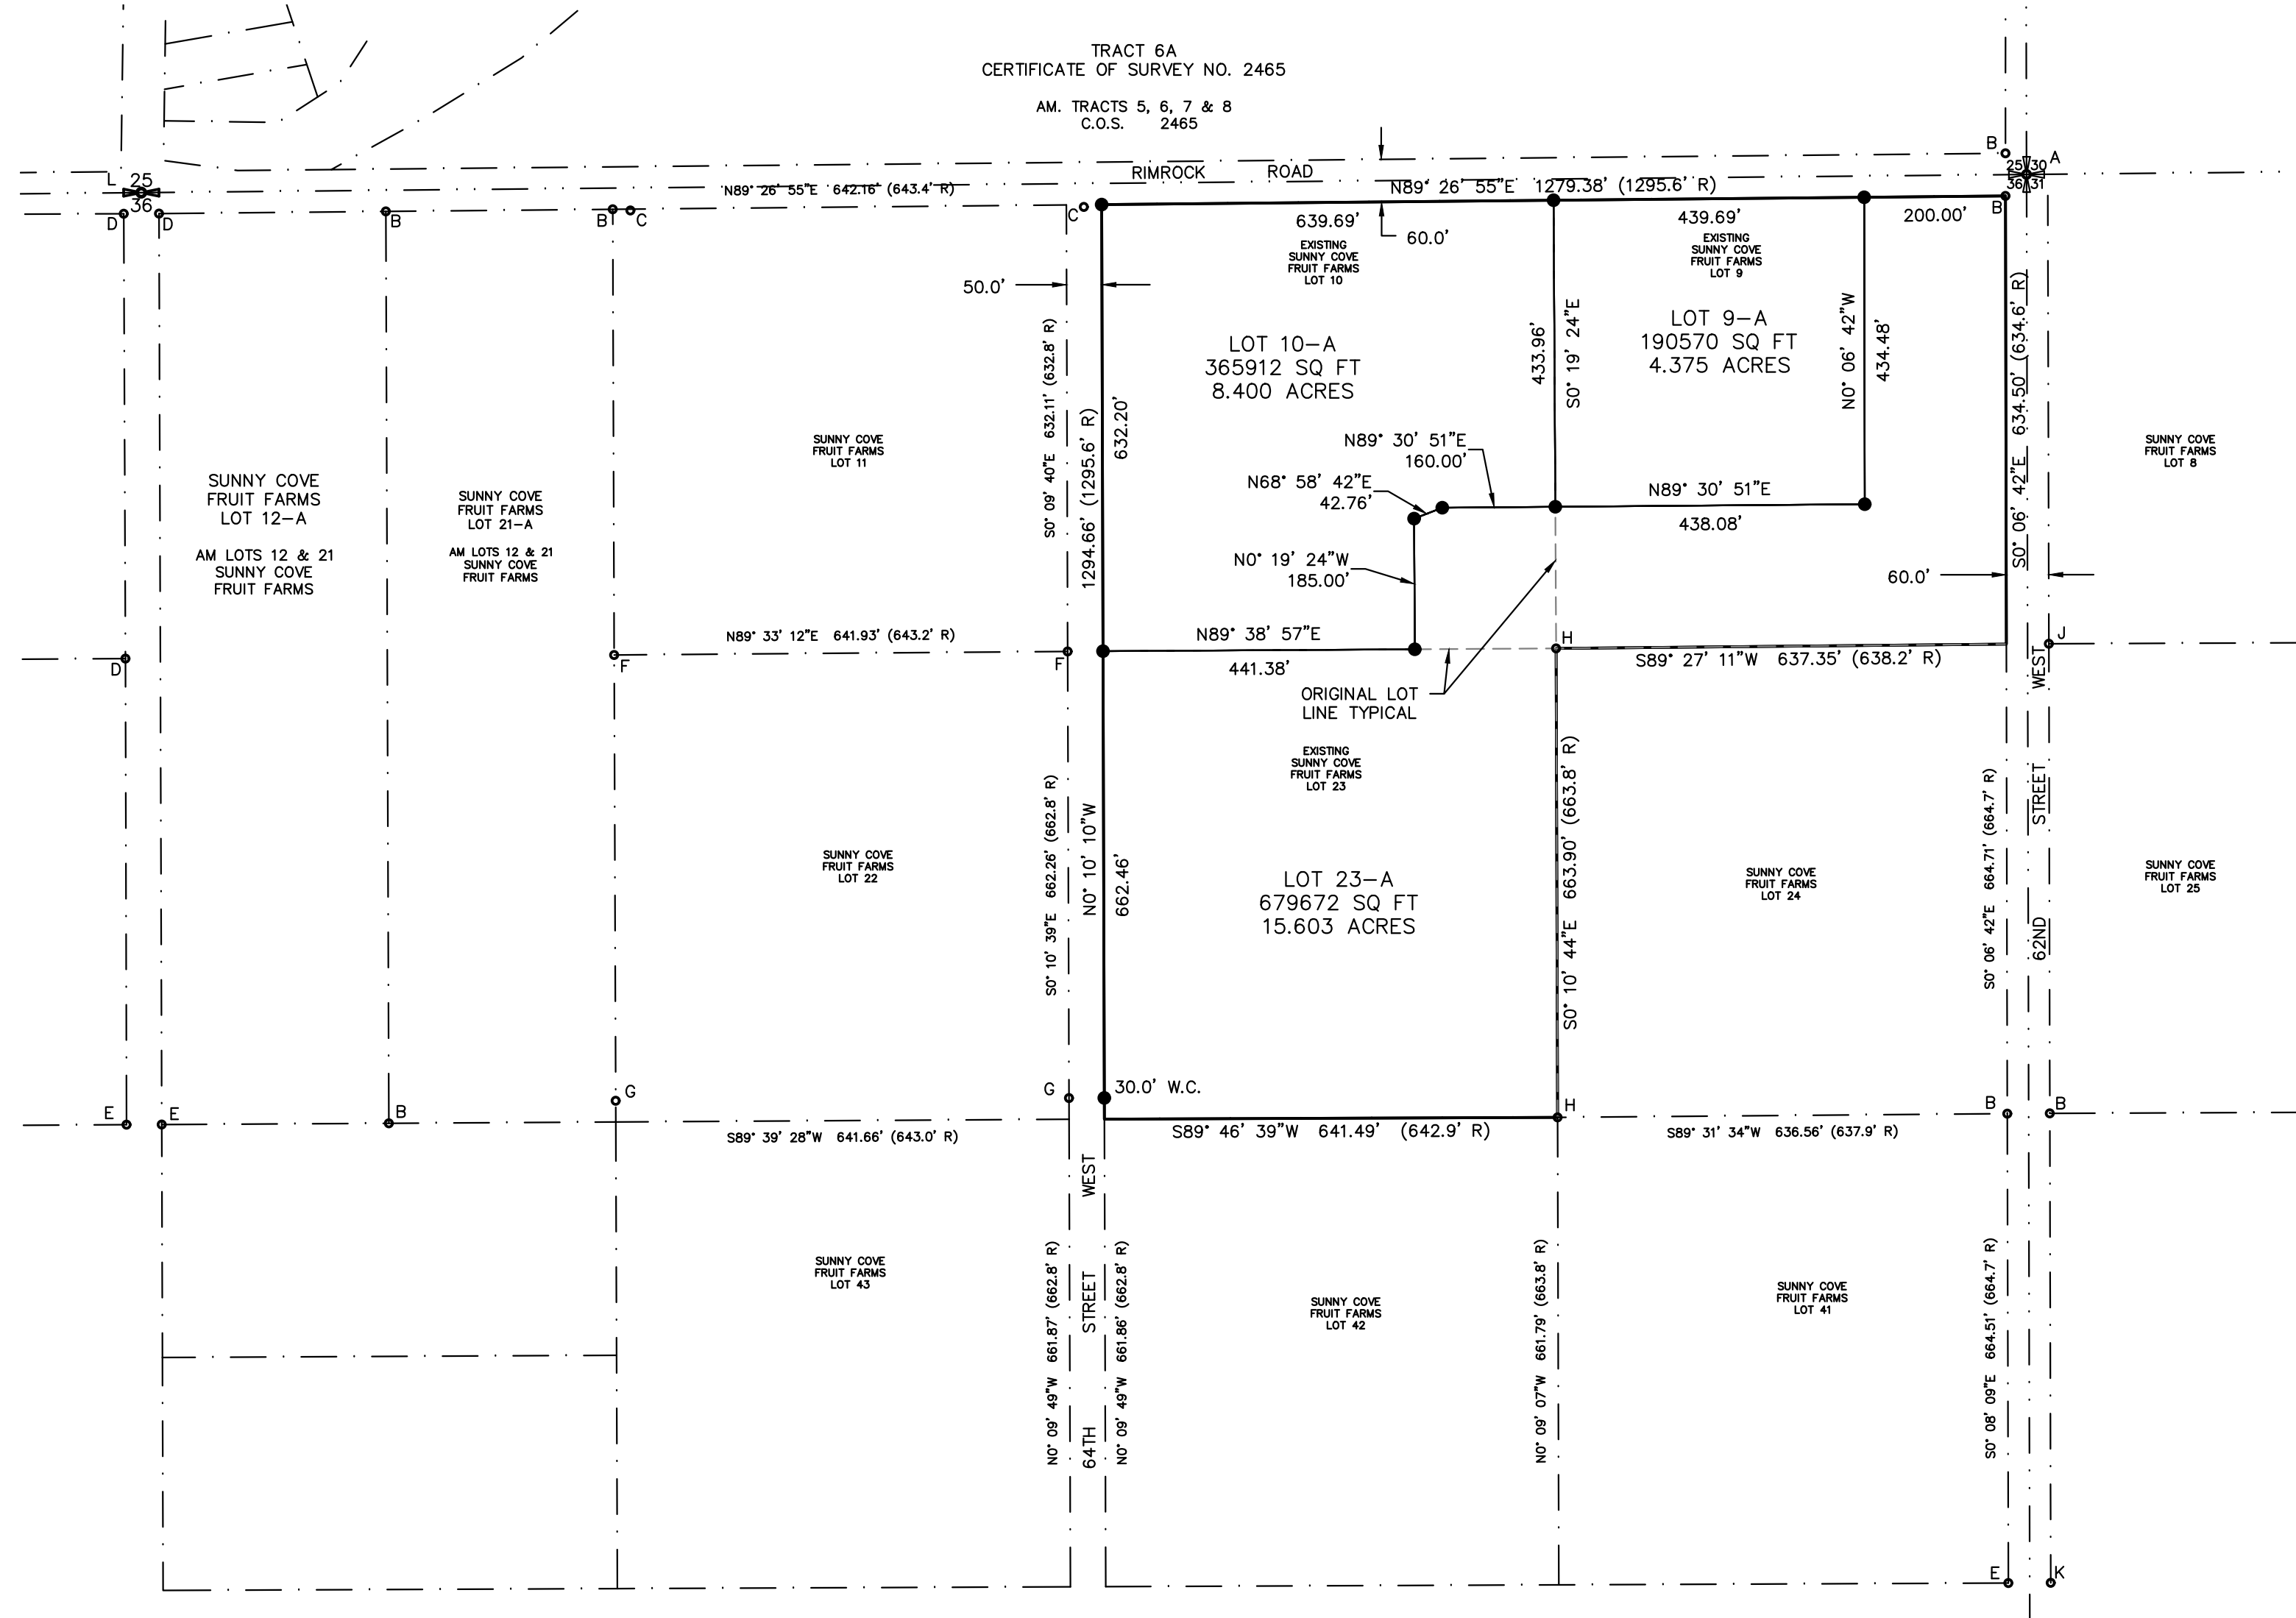 TRACT 6A
CERTIFICATE OF SURVEY NO. 2465
AM. TRACTS 5, 6, 7 & 8
C.O.S. 2465
RIMROCK ROAD
L
25
36
D
D
B
B
C
N89° 26' 55"E 642.16' (643.4' R)
C
N89° 26' 55"E 1279.38' (1295.6' R)
B
A
25 30
36 31
B
639.69'
60.0'
439.69'
200.00'
50.0'
EXISTING
SUNNY COVE
FRUIT FARMS
LOT 10
EXISTING
SUNNY COVE
FRUIT FARMS
LOT 9
LOT 10-A
365912 SQ FT
8.400 ACRES
LOT 9-A
190570 SQ FT
4.375 ACRES
433.96'
S0° 19' 24"E
N0° 06' 42"W
434.48'
S0° 06' 42"E 634.50' (634.6' R)
S0° 09' 40"E 632.11' (632.8' R)
1294.66' (1295.6' R)
632.20'
SUNNY COVE
FRUIT FARMS
LOT 11
SUNNY COVE
FRUIT FARMS
LOT 8
SUNNY COVE
FRUIT FARMS
LOT 12-A
AM LOTS 12 & 21
SUNNY COVE
FRUIT FARMS
SUNNY COVE
FRUIT FARMS
LOT 21-A
AM LOTS 12 & 21
SUNNY COVE
FRUIT FARMS
N89° 30' 51"E
160.00'
N68° 58' 42"E
42.76'
N0° 19' 24"W
185.00'
N89° 30' 51"E
438.08'
60.0'
N89° 33' 12"E 641.93' (643.2' R)
D
F
F
N89° 38' 57"E
441.38'
H
S89° 27' 11"W 637.35' (638.2' R)
J
ORIGINAL LOT
LINE TYPICAL
EXISTING
SUNNY COVE
FRUIT FARMS
LOT 23
LOT 23-A
679672 SQ FT
15.603 ACRES
S0° 10' 39"E 662.26' (662.8' R)
N0° 10' 10"W
662.46'
S0° 10' 44"E 663.90' (663.8' R)
S0° 06' 42"E 664.71' (664.7' R)
62ND STREET WEST
SUNNY COVE
FRUIT FARMS
LOT 22
SUNNY COVE
FRUIT FARMS
LOT 24
SUNNY COVE
FRUIT FARMS
LOT 25
E
E
B
G
G
30.0' W.C.
H
B
B
S89° 39' 28"W 641.66' (643.0' R)
S89° 46' 39"W 641.49' (642.9' R)
S89° 31' 34"W 636.56' (637.9' R)
64TH STREET WEST
N0° 09' 49"W 661.87' (662.8' R)
N0° 09' 49"W 661.86' (662.8' R)
N0° 09' 07"W 661.79' (663.8' R)
S0° 08' 09"E 664.51' (664.7' R)
SUNNY COVE
FRUIT FARMS
LOT 43
SUNNY COVE
FRUIT FARMS
LOT 42
SUNNY COVE
FRUIT FARMS
LOT 41
E
K